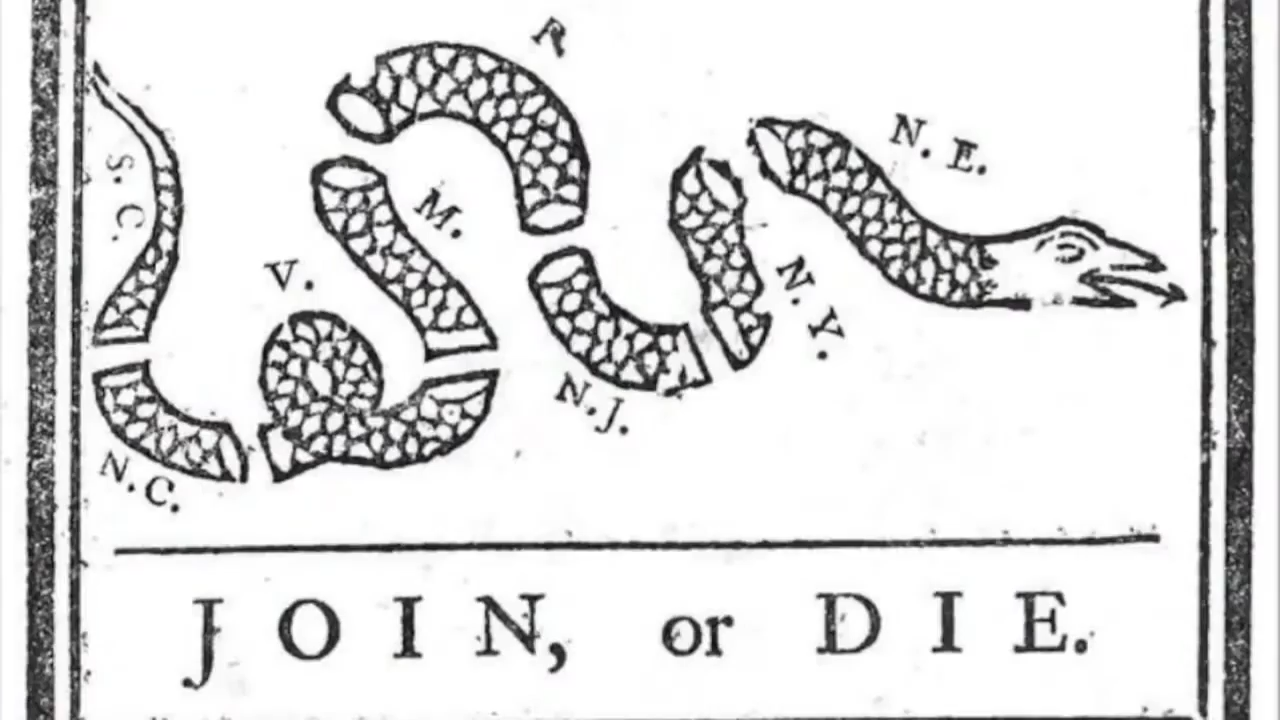 R
N. E.
S. C.
M.
V.
N. Y.
N. J.
N. C.
JOIN, or DIE.